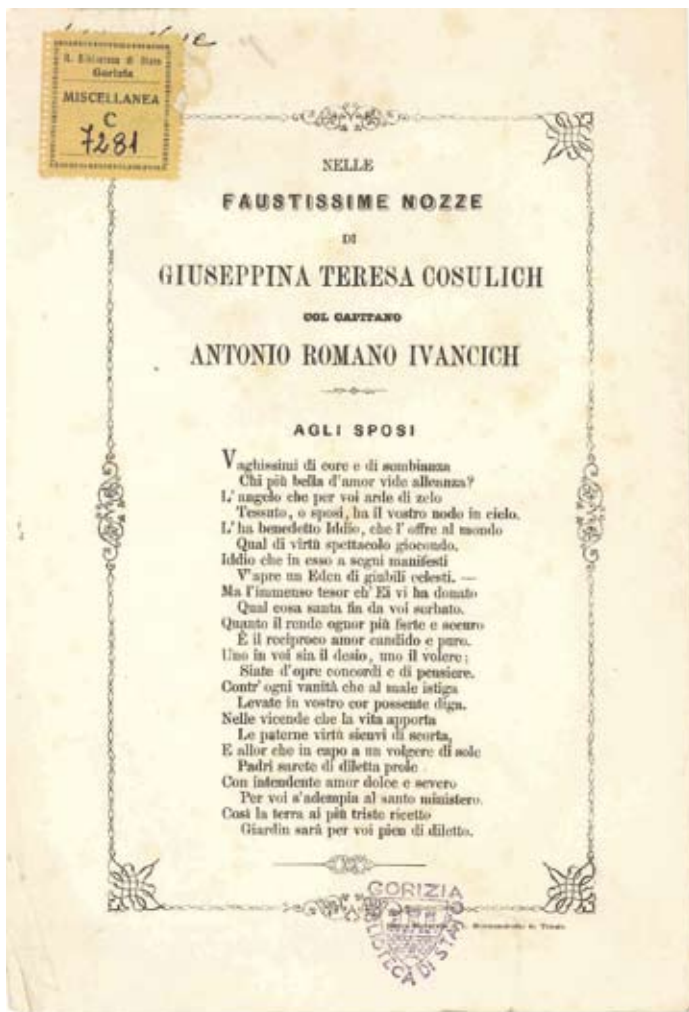 R. Biblioteca di Stato
Gorizia
MISCELLANEA
C
7281
NELLE
FAUSTISSIME NOZZE
DI
GIUSEPPINA TERESA COSULICH
COL CAPITANO
ANTONIO ROMANO IVANCICH
AGLI SPOSI
Vaghissimi di core e di sembianza
Chi più bella d'amor vide alleanza?
L'angelo che per voi arde di zelo
Tessuto, o sposi, ha il vostro nodo in cielo.
L'ha benedetto Iddio, che l'offre al mondo
Qual di virtù spettacolo giocondo.
Iddio che in esso a segni manifesti
V'apre un Eden di giubili celesti. —
Ma l'immenso tesor ch'Ei vi ha donato
Qual cosa santa fia da voi serbato.
Quanto il rende ognor più forte e securo
È il reciproco amor candido e puro.
Uno in voi sia il desio, uno il volere;
Siate d'opre concordi e di pensiere.
Contr'ogni vanità che al male istiga
Levate in vostro cor possente diga.
Nelle vicende che la vita apporta
Le paterne virtù sienvi di scorta,
E allor che in capo a un volgere di sole
Padri sarete di diletta prole
Con intendente amor dolce e severo
Per voi s'adempia al santo ministero.
Così la terra ai più triste ricetto
Giardin sarà per voi pien di diletto.
GORIZIA
BIBLIOTECA DI STATO